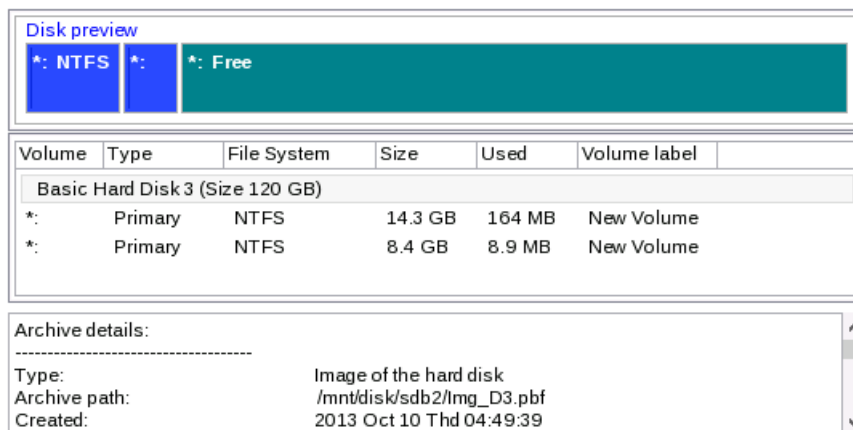 Disk preview
*: NTFS *: *: Free
Volume Type File System Size Used Volume label
Basic Hard Disk 3 (Size 120 GB)
*: Primary NTFS 14.3 GB 164 MB New Volume
*: Primary NTFS 8.4 GB 8.9 MB New Volume
Archive details:
--------------------------------------
Type: Image of the hard disk
Archive path: /mnt/disk/sdb2/Img_D3.pbf
Created: 2013 Oct 10 Thd 04:49:39